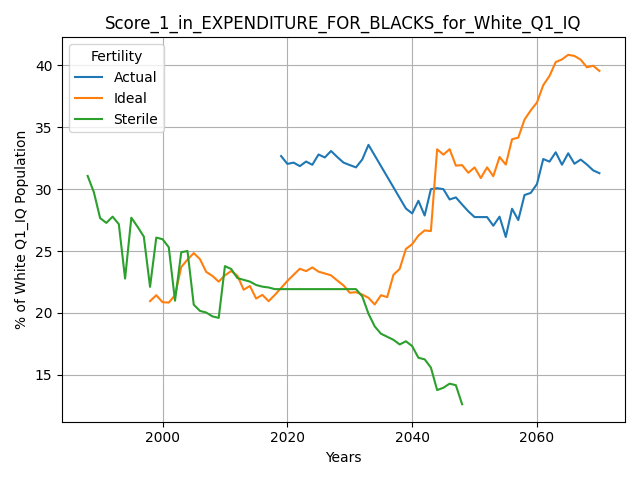 Score_1_in_EXPENDITURE_FOR_BLACKS_for_White_Q1_IQ
Fertility
Actual
Ideal
Sterile
% of White Q1_IQ Population
40
35
30
25
20
15
2000
2020
2040
2060
Years